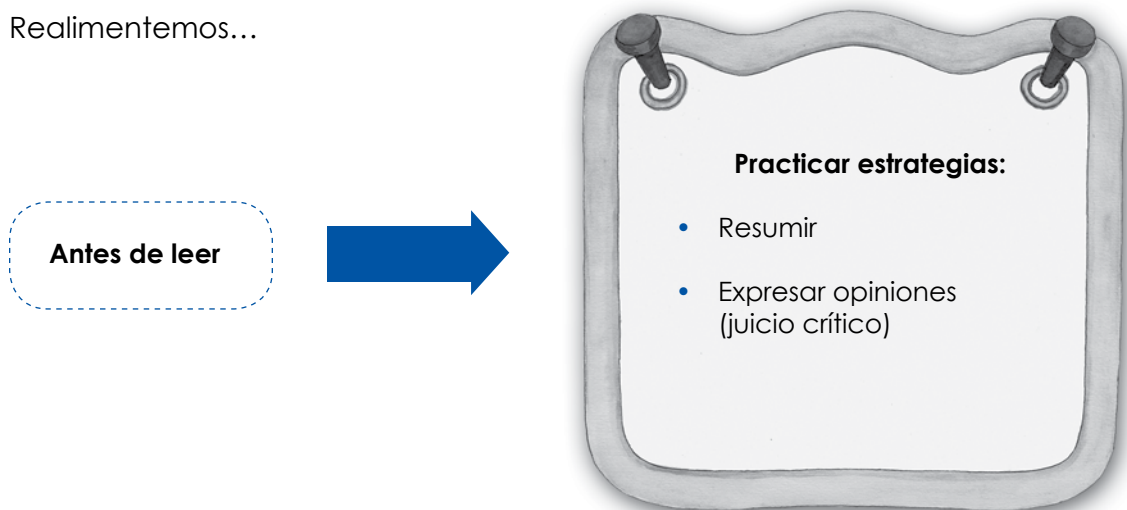 Realimentemos...
Antes de leer
Practicar estrategias:
• Resumir
• Expresar opiniones
(juicio crítico)